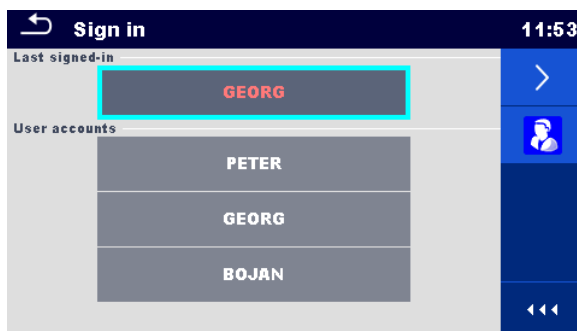 Sign in
11:53
Last signed-in
GEORG
User accounts
PETER
GEORG
BOJAN